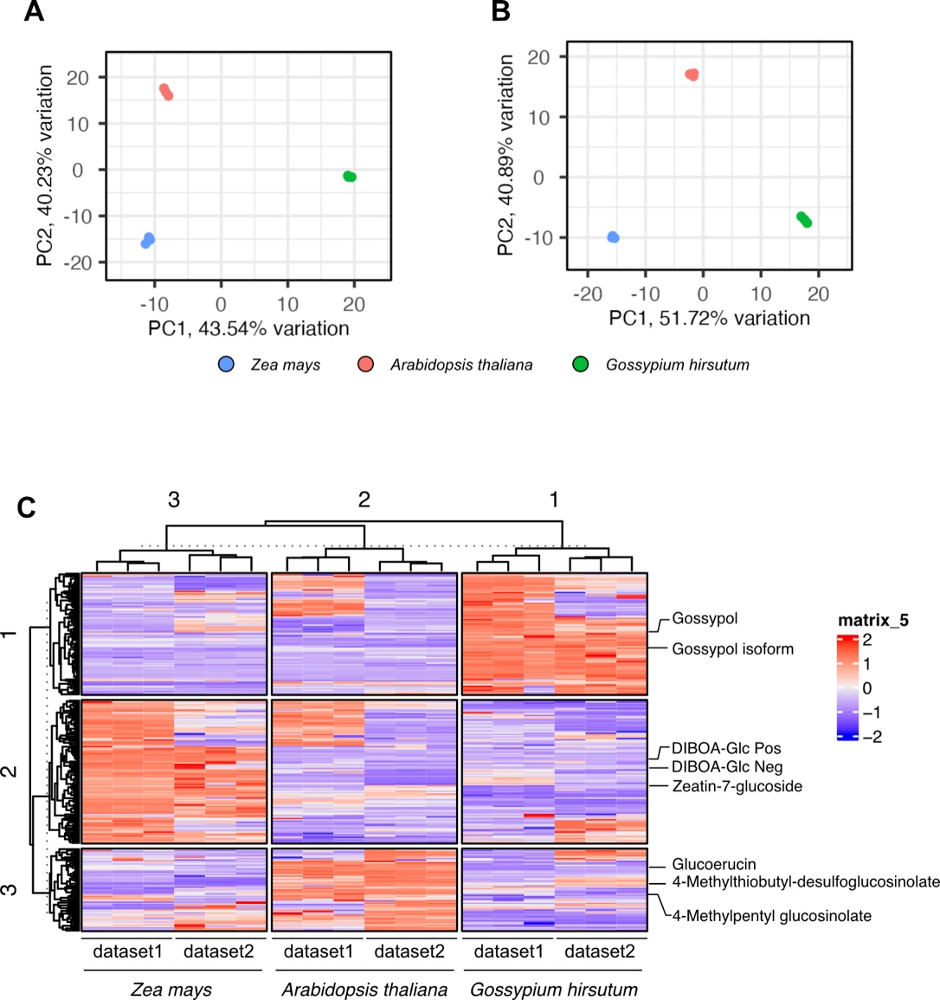 A
B
PC2, 40.23% variation
20
10
0
-10
-20
-10
0
10
20
PC1, 43.54% variation
PC2, 40.89% variation
20
10
0
-10
-20
-10
0
10
20
PC1, 51.72% variation
Zea mays
Arabidopsis thaliana
Gossypium hirsutum
C
3
2
1
1
2
3
Gossypol
Gossypol isoform
DIBOA-Glc Pos
DIBOA-Glc Neg
Zeatin-7-glucoside
Glucoerucin
4-Methylthiobutyl-desulfoglucosinolate
4-Methylpentyl glucosinolate
matrix_5
2
1
0
−1
−2
dataset1 dataset2 dataset1 dataset2 dataset1 dataset2
Zea mays Arabidopsis thaliana Gossypium hirsutum